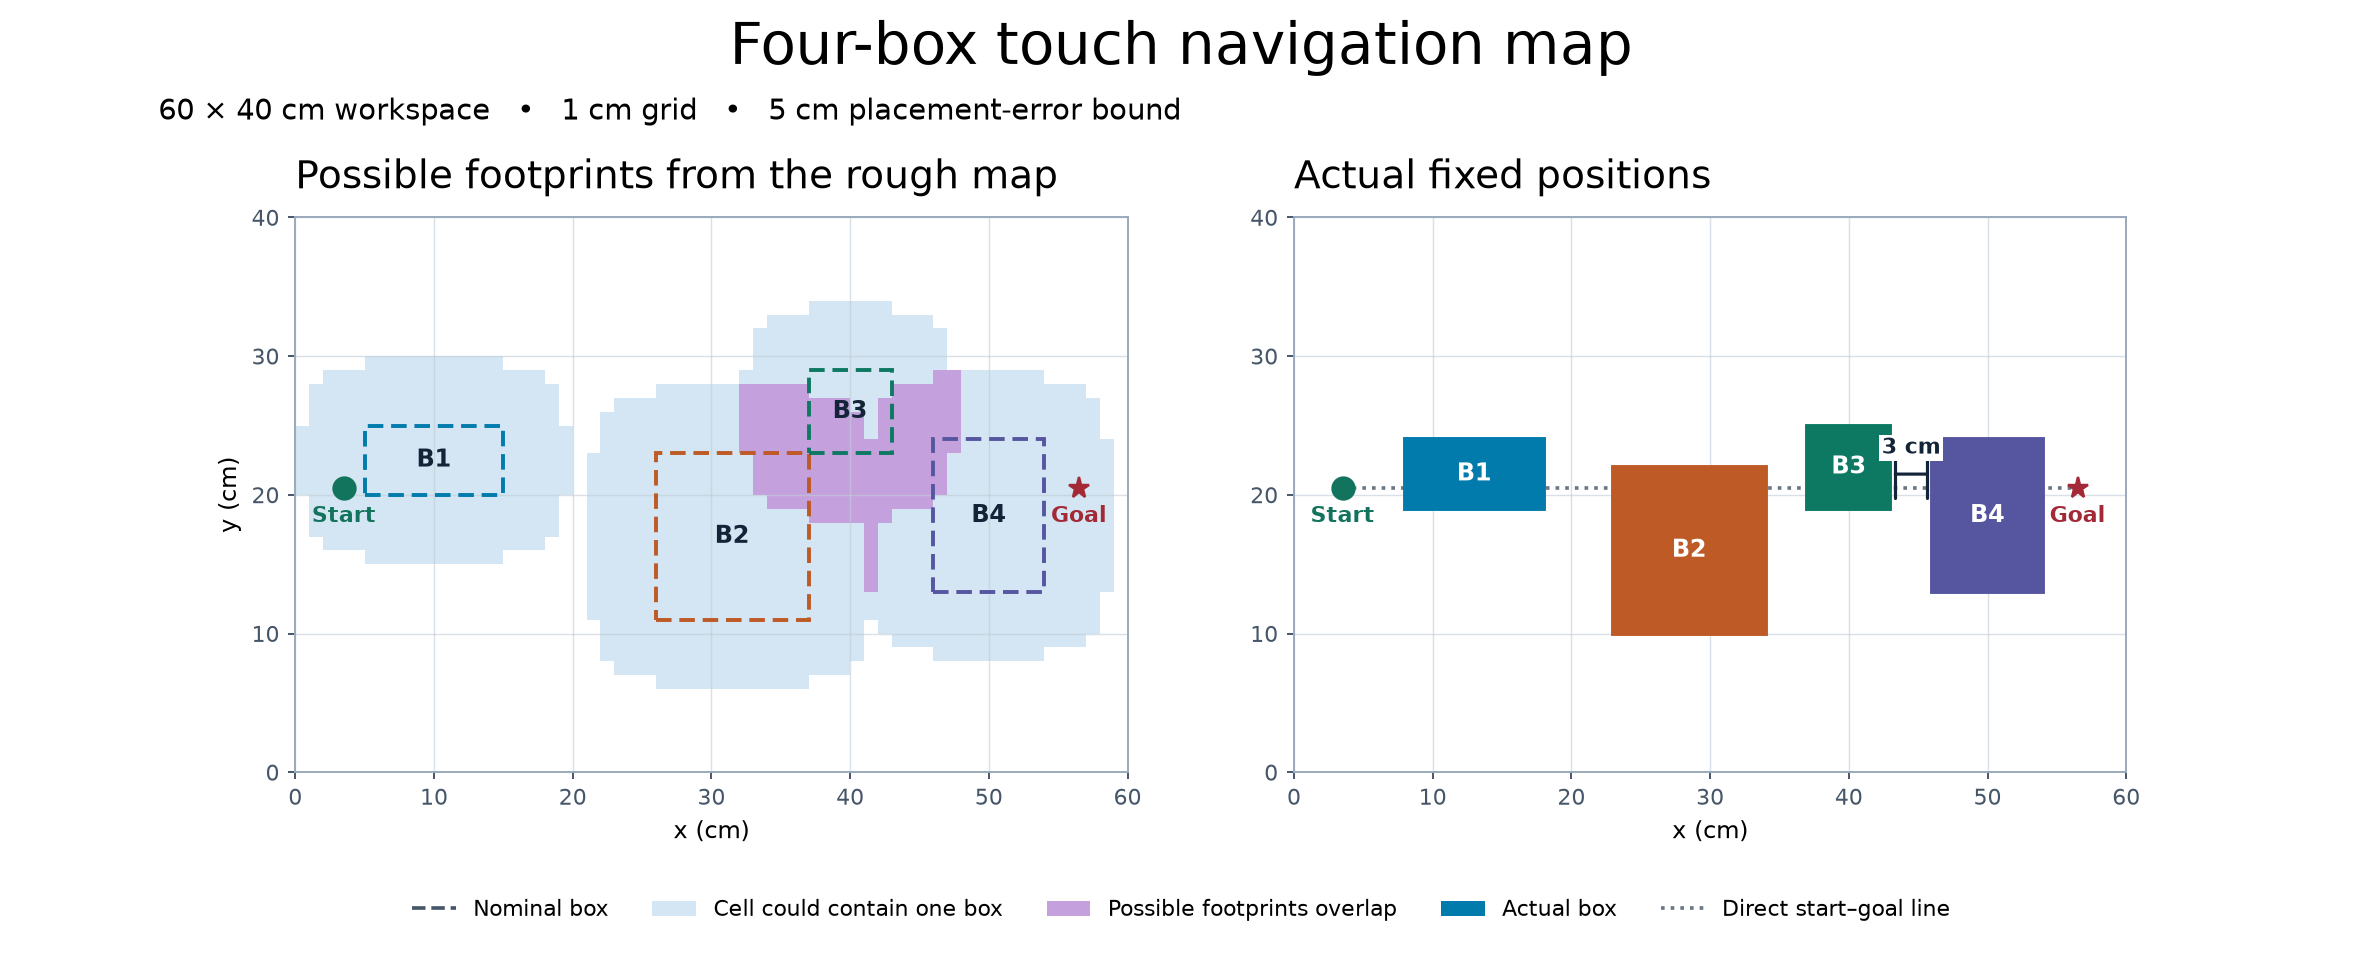 Four-box touch navigation map
60 × 40 cm workspace • 1 cm grid • 5 cm placement-error bound
Possible footprints from the rough map
40
30
20
10
0
y (cm)
B1
B2
B3
B4
Start
Goal
0 10 20 30 40 50 60
x (cm)
Actual fixed positions
40
30
20
10
0
B1
B2
B3
3 cm
B4
Start
Goal
0 10 20 30 40 50 60
x (cm)
Nominal box
Cell could contain one box
Possible footprints overlap
Actual box
Direct start–goal line